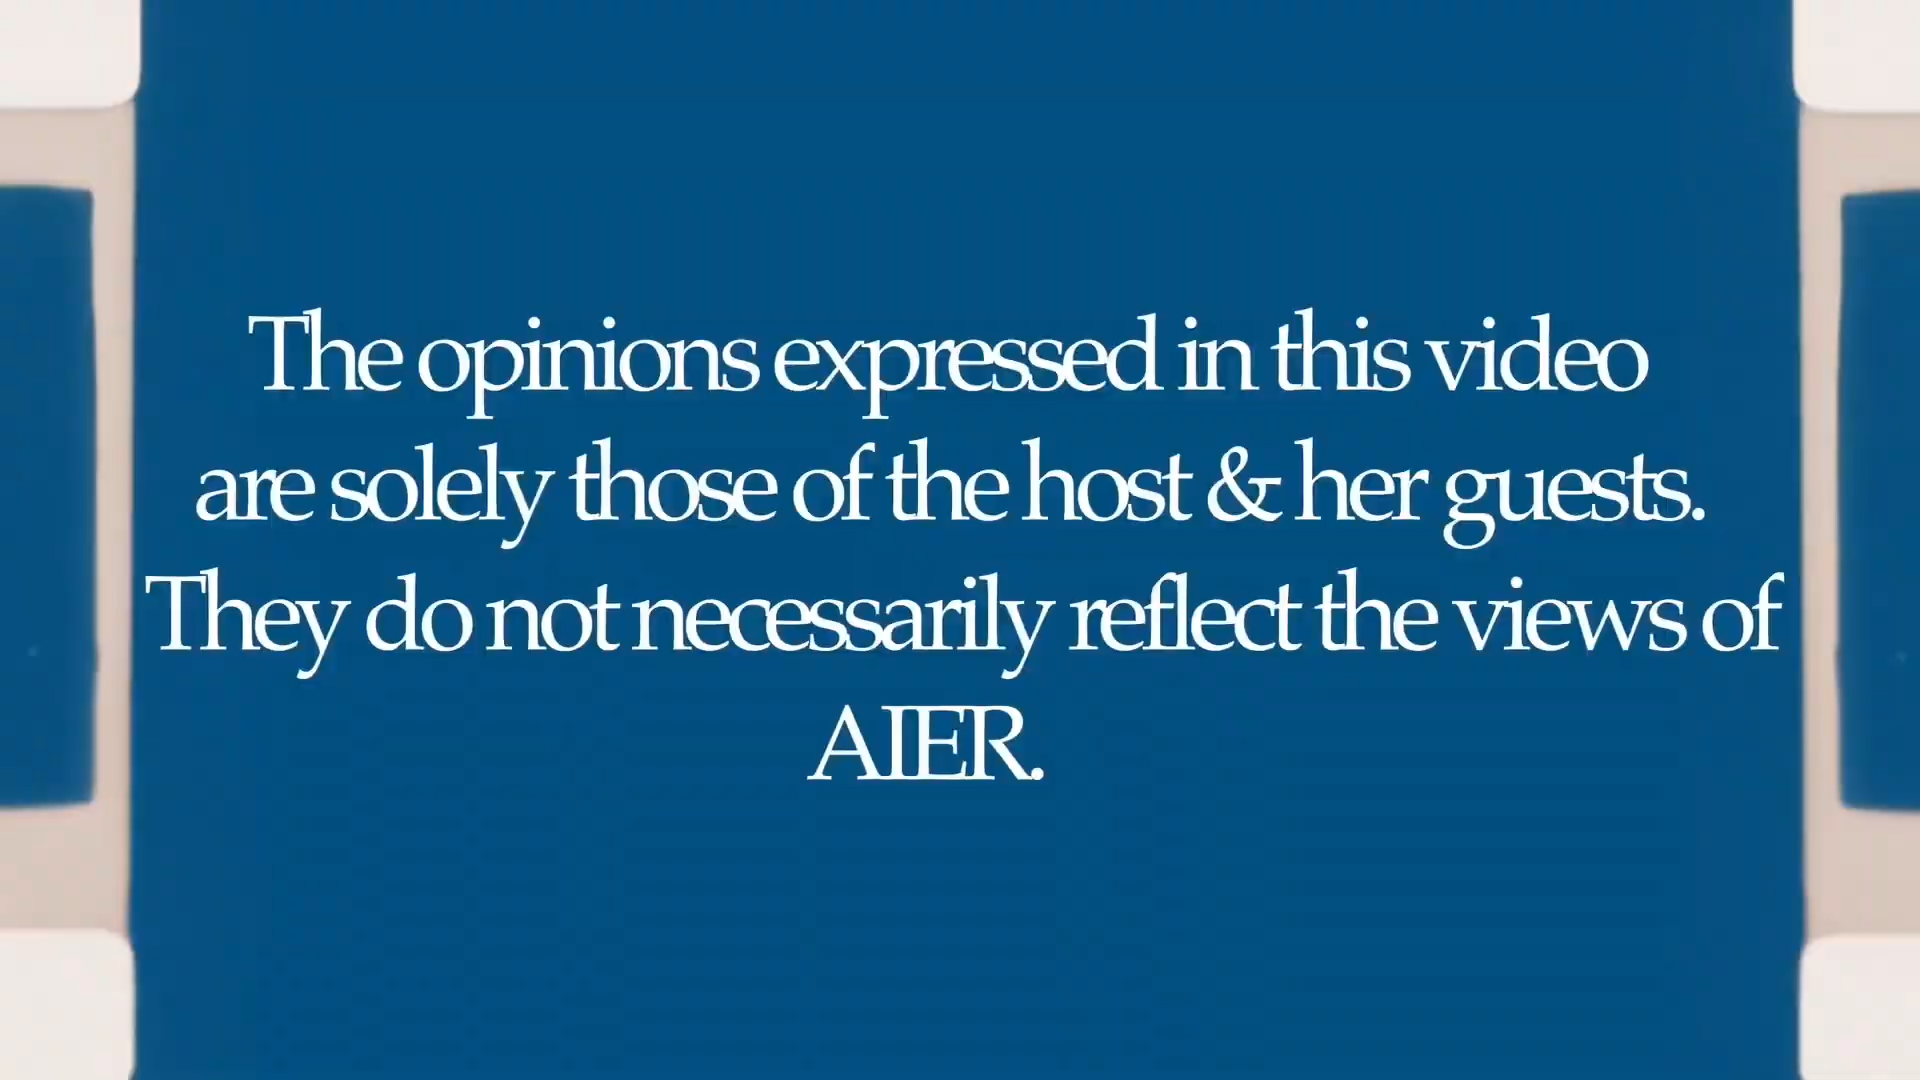 The opinions expressed in this video
are solely those of the host & her guests.
They do not necessarily reflect the views of
AIER.